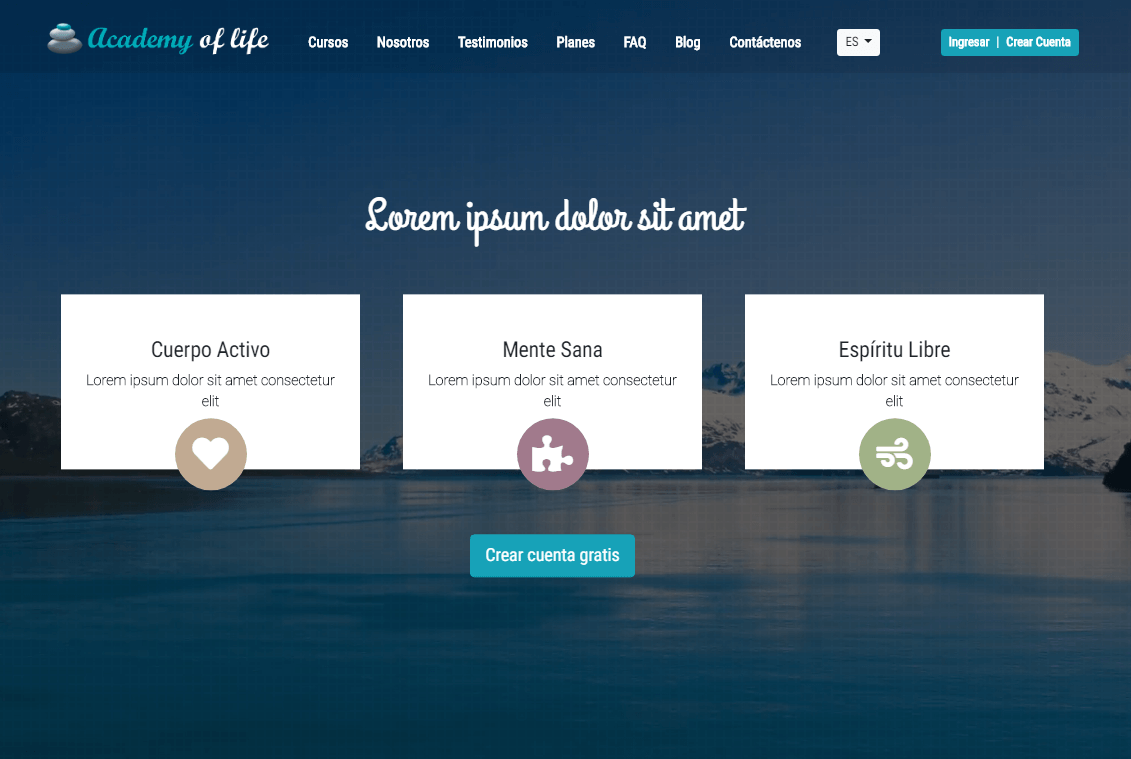 Academy of life
Cursos
Nosotros
Testimonios
Planes
FAQ
Blog
Contáctenos
ES
Ingresar | Crear Cuenta
Lorem ipsum dolor sit amet
Cuerpo Activo
Lorem ipsum dolor sit amet consectetur
elit
Mente Sana
Lorem ipsum dolor sit amet consectetur
elit
Espíritu Libre
Lorem ipsum dolor sit amet consectetur
elit
Crear cuenta gratis